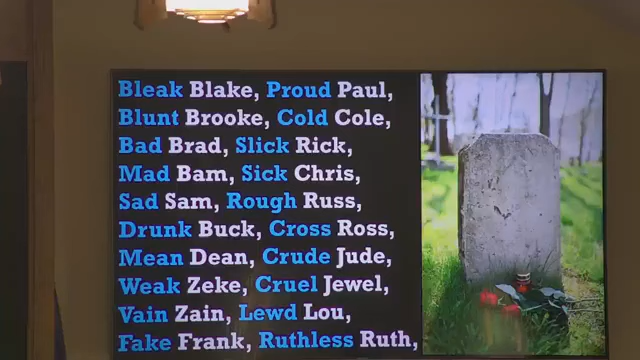 Bleak Blake, Proud Paul,
Blunt Brooke, Cold Cole,
Bad Brad, Slick Rick,
Mad Bam, Sick Chris,
Sad Sam, Rough Russ,
Drunk Buck, Cross Ross,
Mean Dean, Crude Jude,
Weak Zeke, Cruel Jewel,
Vain Zain, Lewd Lou,
Fake Frank, Ruthless Ruth,